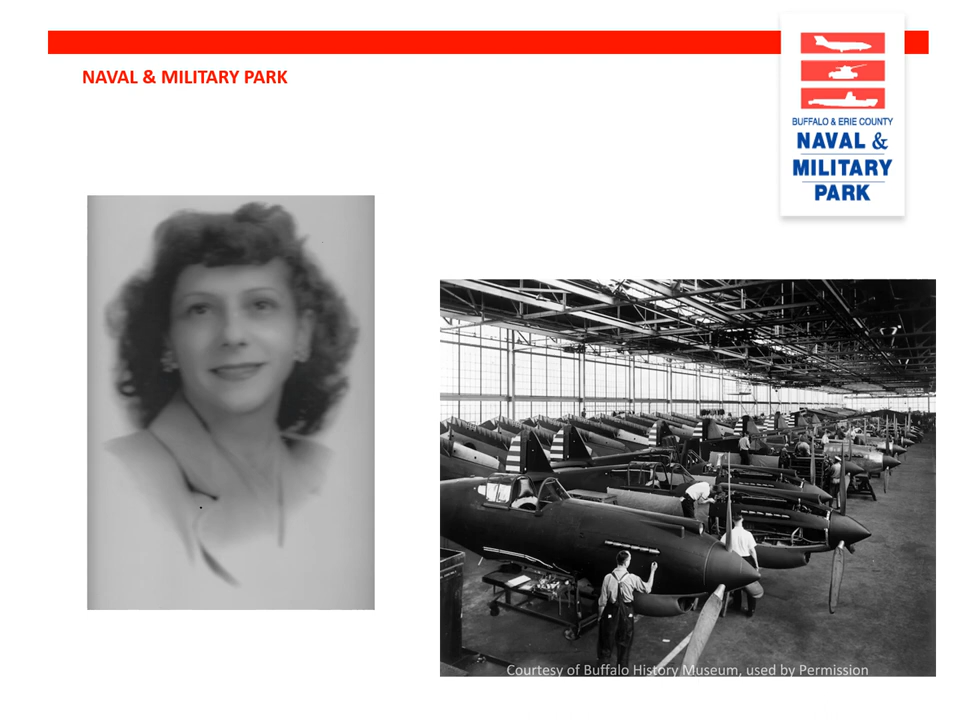 NAVAL & MILITARY PARK
BUFFALO & ERIE COUNTY
NAVAL &
MILITARY
PARK
Courtesy of Buffalo History Museum, used by Permission